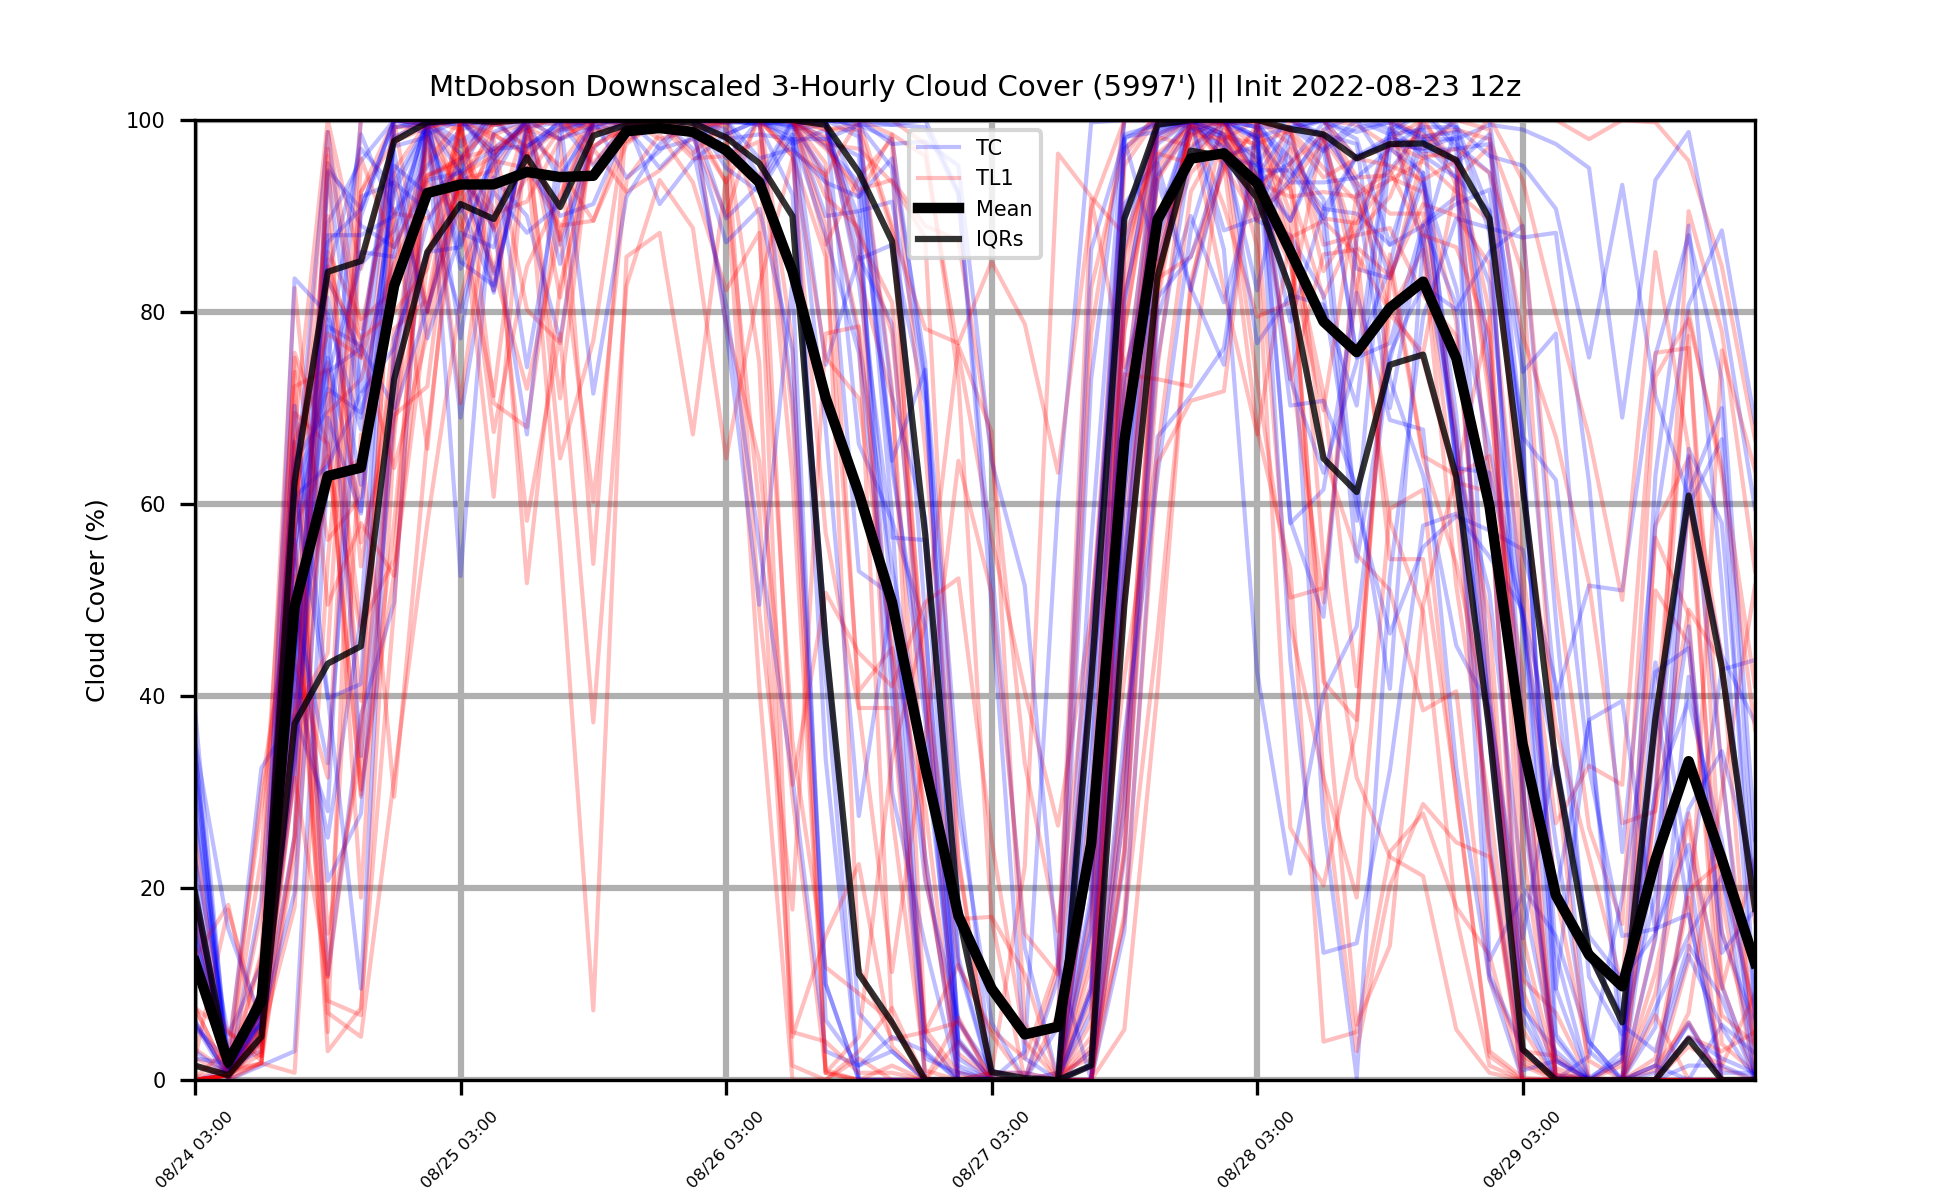 MtDobson Downscaled 3-Hourly Cloud Cover (5997') || Init 2022-08-23 12z
Cloud Cover (%)
100
80
60
40
20
0
TC
TL1
Mean
IQRs
08/24 03:00
08/25 03:00
08/26 03:00
08/27 03:00
08/28 03:00
08/29 03:00